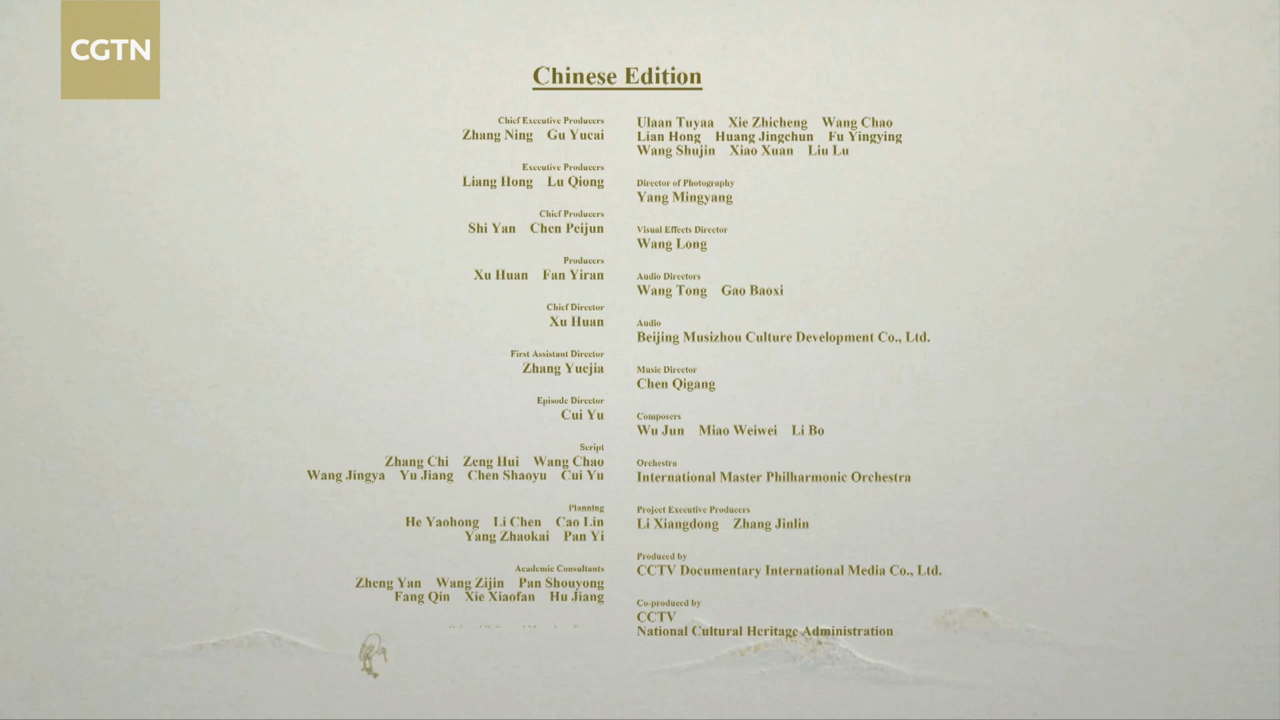 CGTN
Chinese Edition
Chief Executive Producers
Zhang Ning Gu Yucai
Executive Producers
Liang Hong Lu Qiong
Chief Producers
Shi Yan Chen Peijun
Producers
Xu Huan Fan Yiran
Chief Director
Xu Huan
First Assistant Director
Zhang Yuejia
Episode Director
Cui Yu
Script
Zhang Chi Zeng Hui Wang Chao
Wang Jingya Yu Jiang Chen Shaoyu Cui Yu
Planning
He Yaohong Li Chen Cao Lin
Yang Zhaokai Pan Yi
Academic Consultants
Zheng Yan Wang Zijin Pan Shouyong
Fang Qin Xie Xiaofan Hu Jiang
Ulaan Tuyaa Xie Zhicheng Wang Chao
Lian Hong Huang Jingchun Fu Yingying
Wang Shujin Xiao Xuan Liu Lu
Director of Photography
Yang Mingyang
Visual Effects Director
Wang Long
Audio Directors
Wang Tong Gao Baoxi
Audio
Beijing Musizhou Culture Development Co., Ltd.
Music Director
Chen Qigang
Composers
Wu Jun Miao Weiwei Li Bo
Orchestra
International Master Philharmonic Orchestra
Project Executive Producers
Li Xiangdong Zhang Jinlin
Produced by
CCTV Documentary International Media Co., Ltd.
Co-produced by
CCTV
National Cultural Heritage Administration